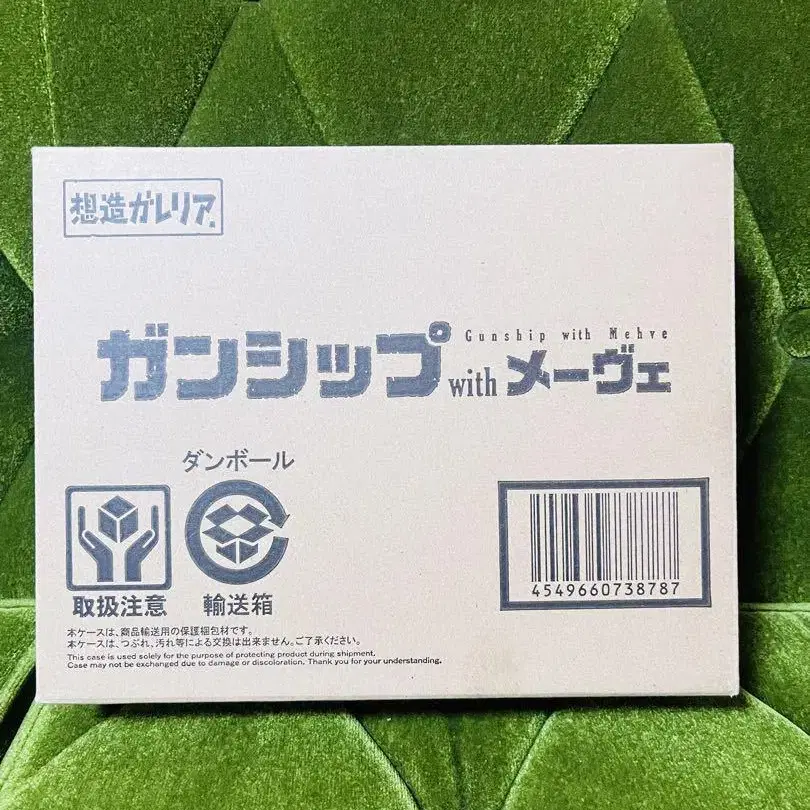 想造ガレリア
Gunship with Mehve
ガンシップ with メーヴェ
ダンボール
取扱注意
輸送箱
4549660738787
本ケースは、商品輸送用の保護梱包材です。
本ケースは、つぶれ、汚れ等による交換は出来ません。ご了承ください。
This case is used solely for the purpose of protecting product during shipment.
Case may not be exchanged due to damage or discoloration. Thank you for your understanding.